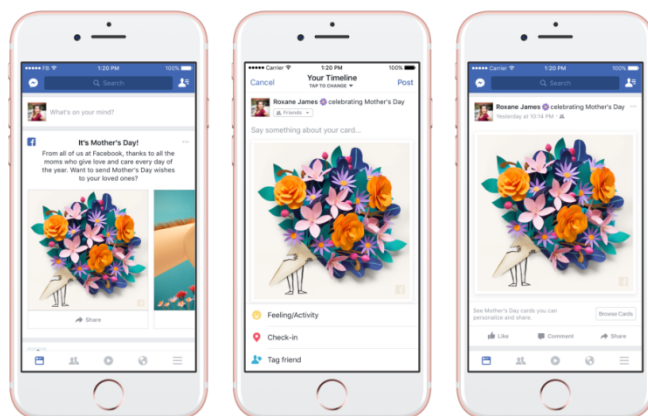 ●●●●● FB 1:20 PM 100%
Search
What's on your mind?
It's Mother's Day!
From all of us at Facebook, thanks to all the
moms who give love and care every day of
the year. Want to send Mother's Day wishes
to your loved ones?
Share
●●●●● Carrier 1:20 PM 100%
Cancel Your Timeline Post
TAP TO CHANGE
Roxane James celebrating Mother's Day
Friends
Say something about your card...
Feeling/Activity
Check-in
Tag friend
●●●●● Carrier 1:20 PM 100%
Search
Roxane James celebrating Mother's Day
Yesterday at 10:14 PM
See Mother's Day cards you can
personalize and share.
Browse Cards
Like Comment Share